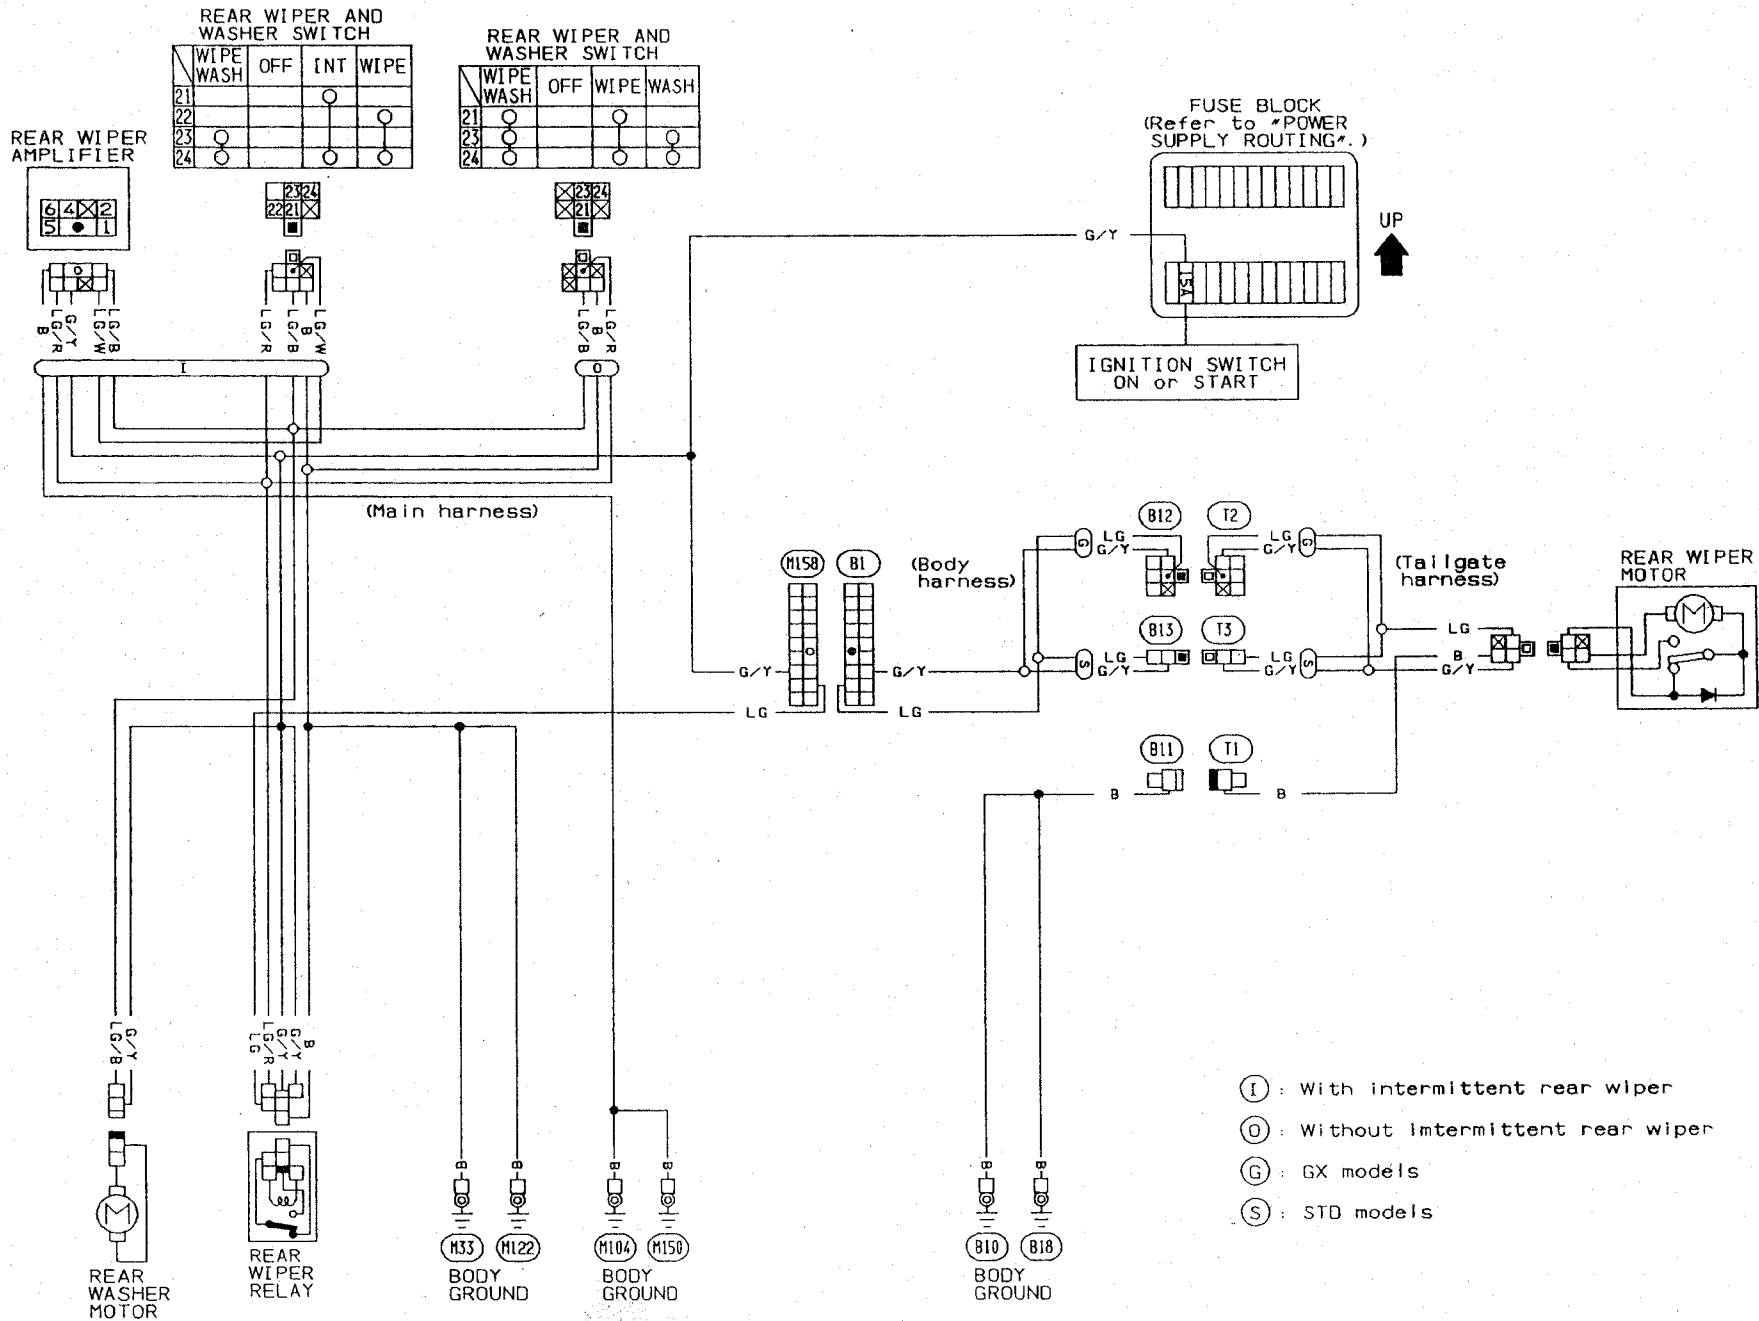 REAR WIPER AND
WASHER SWITCH
WIPE WASH OFF INT WIPE
21
22
23
24
REAR WIPER AND
WASHER SWITCH
WIPE WASH OFF WIPE WASH
21
23
24
FUSE BLOCK
(Refer to "POWER
SUPPLY ROUTING".)
UP
15A
IGNITION SWITCH
ON or START
G/Y
REAR WIPER
AMPLIFIER
6 4 2
5 1
23 24
22 21
23 24
21
B LG/R G/Y LG/W LG/B
LG/R LG/B B LG/W
LG/B B LG/R
I
O
(Main harness)
M158 B1
(Body
harness)
G/Y G/Y
LG LG
B12 T2
G LG LG G
G/Y G/Y
B13 T3
S LG LG S
G/Y G/Y
(Tailgate
harness)
LG
B
G/Y
REAR WIPER
MOTOR
M
B11 T1
B B
LG/B G/Y
LG LG/R G/Y G/Y B
M
REAR
WASHER
MOTOR
REAR
WIPER
RELAY
B B B B B B
M33 M122
BODY
GROUND
M104 M150
BODY
GROUND
B10 B18
BODY
GROUND
I : With intermittent rear wiper
O : Without imtermittent rear wiper
G : GX models
S : STD models